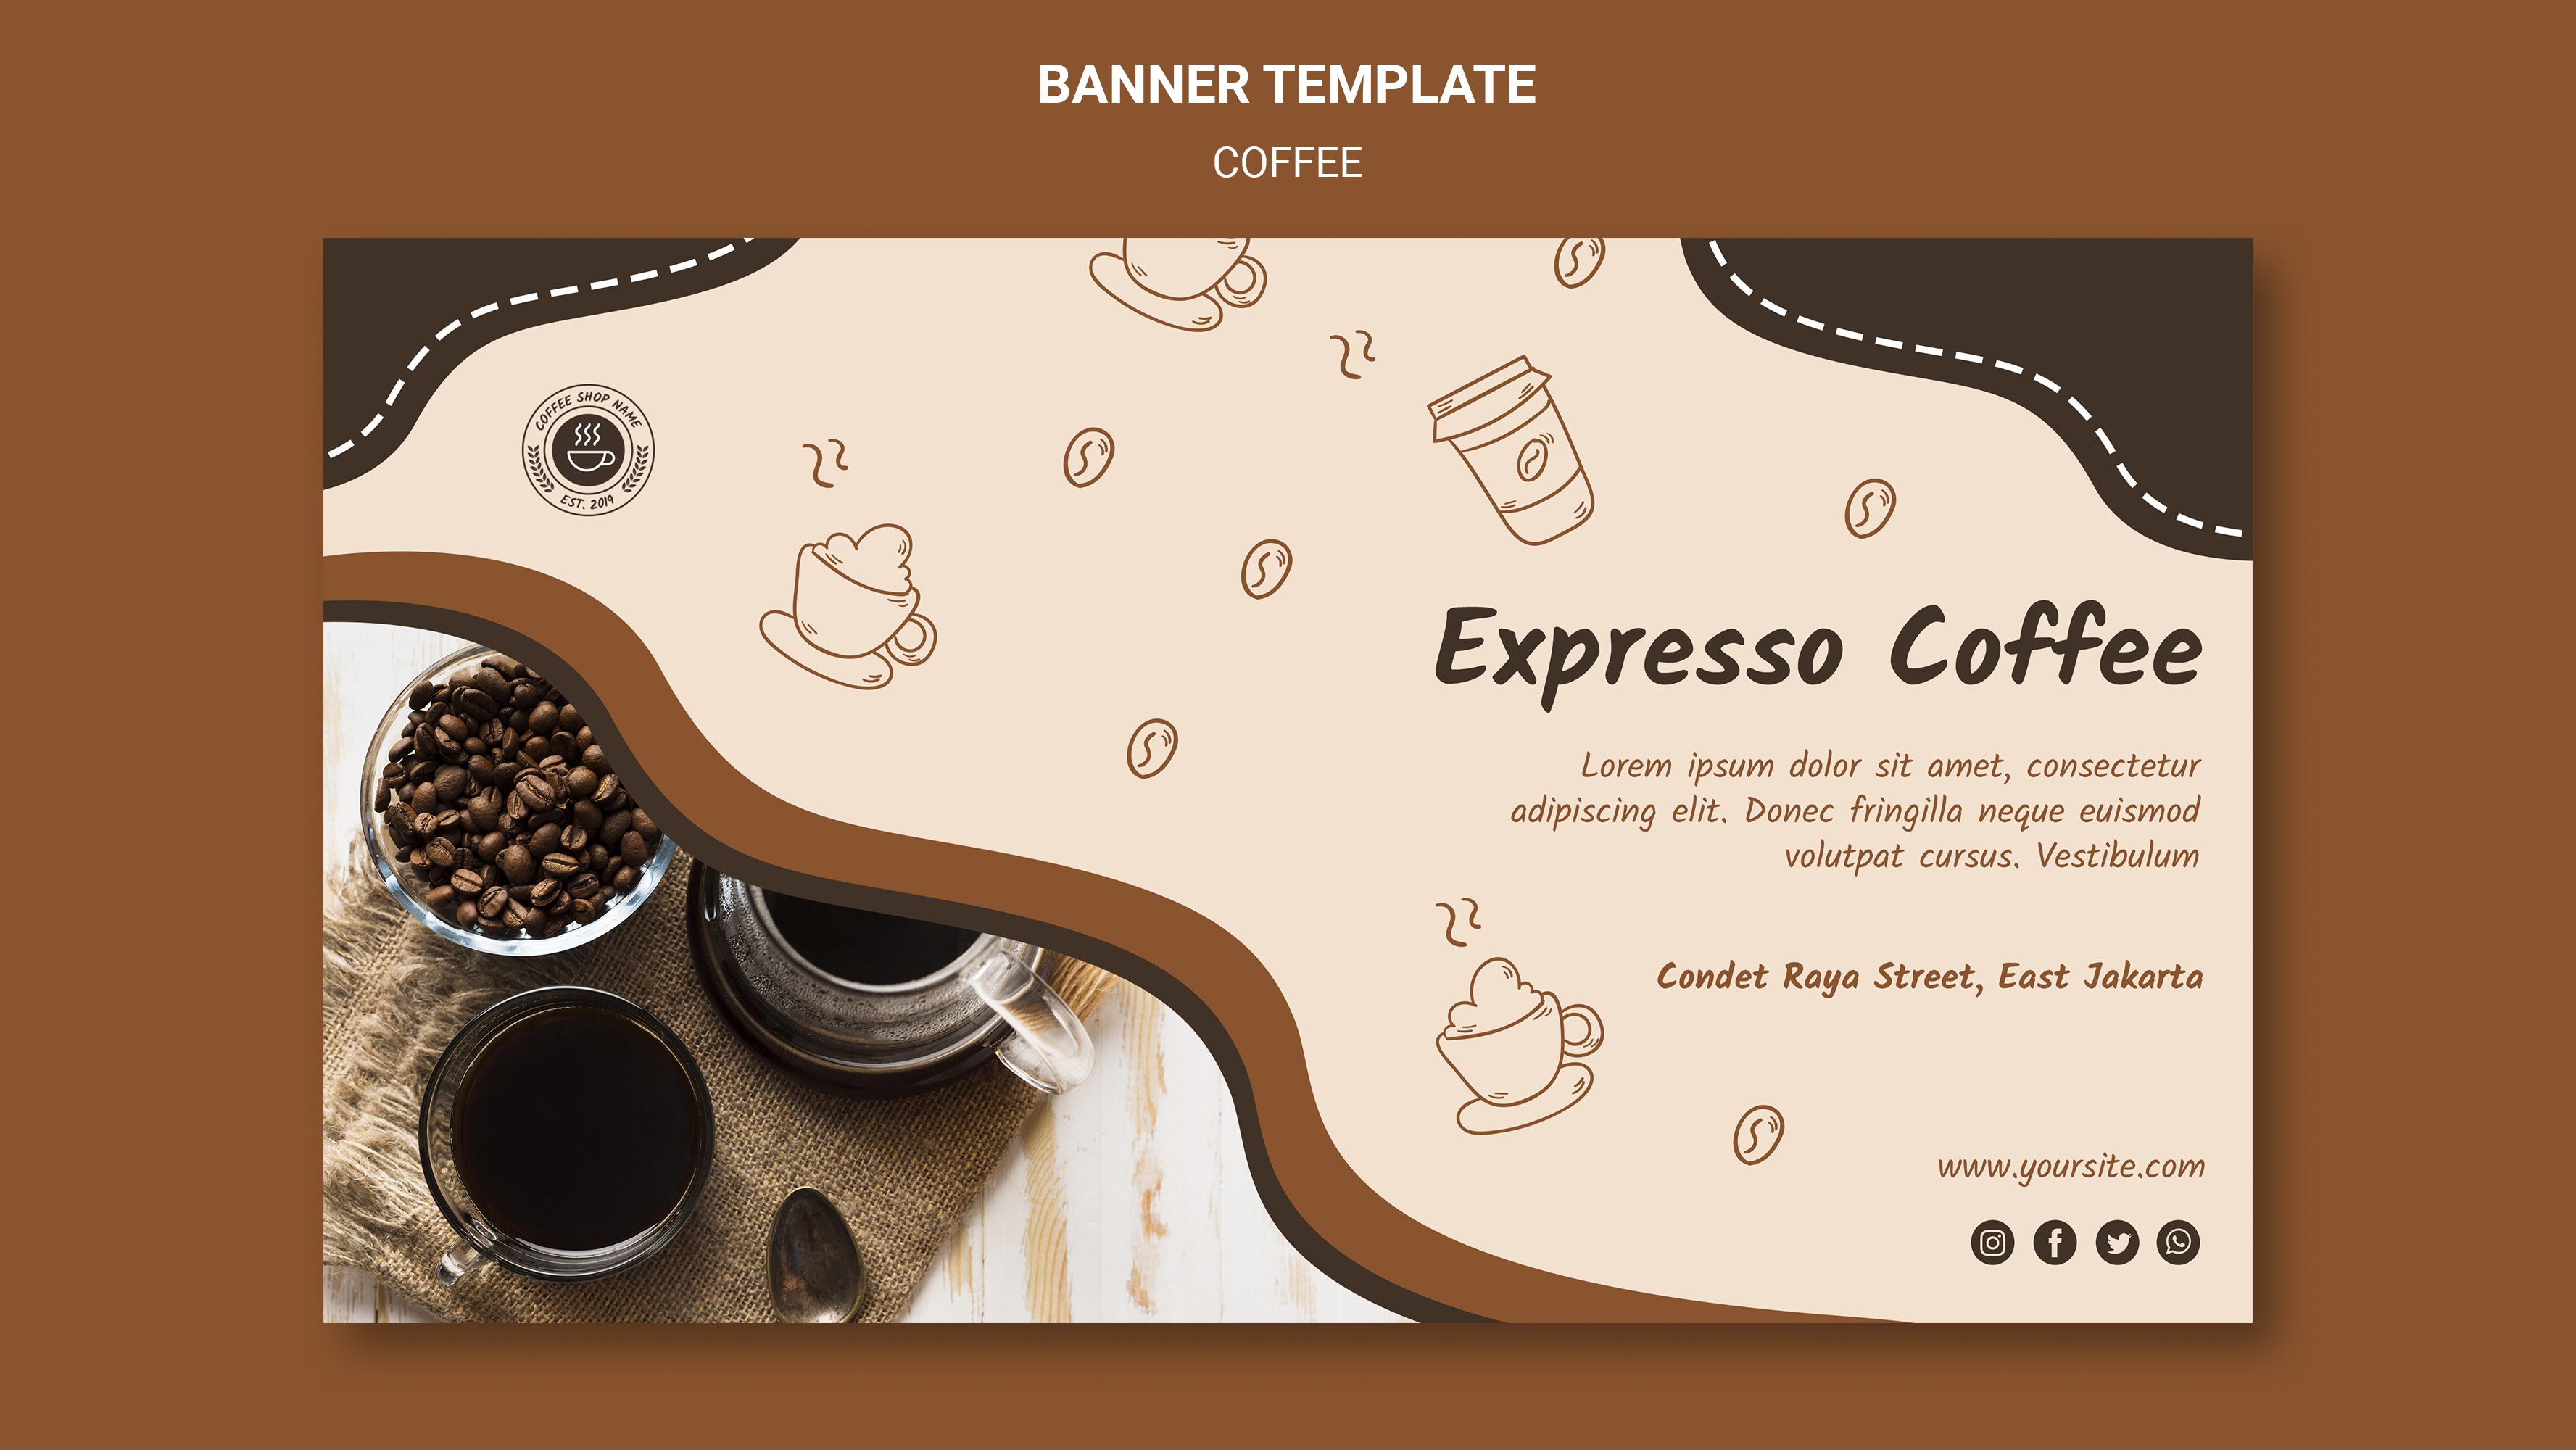 BANNER TEMPLATE
COFFEE
COFFEE SHOP NAME
EST. 2019
Expresso Coffee
Lorem ipsum dolor sit amet, consectetur
adipiscing elit. Donec fringilla neque euismod
volutpat cursus. Vestibulum
Condet Raya Street, East Jakarta
www.yoursite.com